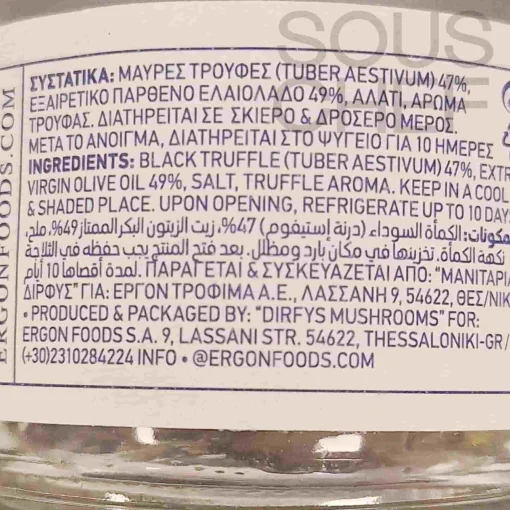 SOUS
CHEF
ERGONFOODS.COM
ΣΥΣΤΑΤΙΚΑ: ΜΑΥΡΕΣ ΤΡΟΥΦΕΣ (TUBER AESTIVUM) 47%,
ΕΞΑΙΡΕΤΙΚΟ ΠΑΡΘΕΝΟ ΕΛΑΙΟΛΑΔΟ 49%, ΑΛΑΤΙ, ΑΡΩΜΑ
ΤΡΟΥΦΑΣ. ΔΙΑΤΗΡΕΙΤΑΙ ΣΕ ΣΚΙΕΡΟ & ΔΡΟΣΕΡΟ ΜΕΡΟΣ.
ΜΕΤΑ ΤΟ ΑΝΟΙΓΜΑ, ΔΙΑΤΗΡΕΙΤΑΙ ΣΤΟ ΨΥΓΕΙΟ ΓΙΑ 10 ΗΜΕΡΕΣ
INGREDIENTS: BLACK TRUFFLE (TUBER AESTIVUM) 47%, EXTR
VIRGIN OLIVE OIL 49%, SALT, TRUFFLE AROMA. KEEP IN A COOL
& SHADED PLACE. UPON OPENING, REFRIGERATE UP TO 10 DAY
مكونات: الكمأة السوداء (درنة إستيفوم) 47%، زيت الزيتون البكر الممتاز 49%، ملح،
نكهة الكمأة. تخزينها في مكان بارد ومظلل. بعد فتح المنتج يجب حفظه في الثلاجة
لمدة أقصاها 10 أيام. ΠΑΡΑΓΕΤΑΙ & ΣΥΣΚΕΥΑΖΕΤΑΙ ΑΠΟ: "ΜΑΝΙΤΑΡΙΑ
ΔΙΡΦΥΣ" ΓΙΑ: ΕΡΓΟΝ ΤΡΟΦΙΜΑ Α.Ε., ΛΑΣΣΑΝΗ 9, 54622, ΘΕΣ/ΝΙΚ
• PRODUCED & PACKAGED BY: "DIRFYS MUSHROOMS" FOR:
ERGON FOODS S.A. 9, LASSANI STR. 54622, THESSALONIKI-GR/
(+30)2310284224 INFO • @ERGONFOODS.COM